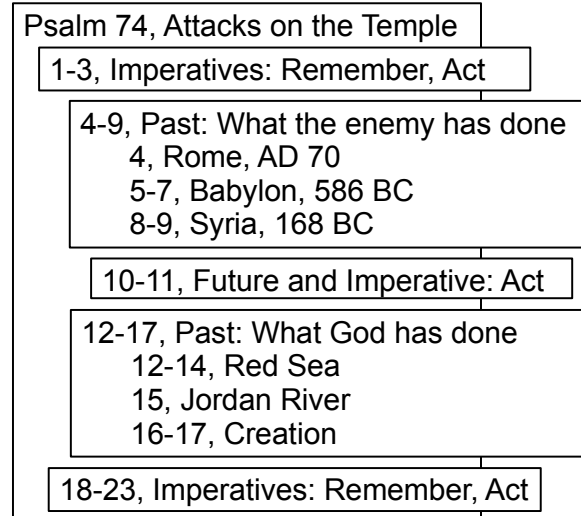 Psalm 74, Attacks on the Temple
1-3, Imperatives: Remember, Act
4-9, Past: What the enemy has done
4, Rome, AD 70
5-7, Babylon, 586 BC
8-9, Syria, 168 BC
10-11, Future and Imperative: Act
12-17, Past: What God has done
12-14, Red Sea
15, Jordan River
16-17, Creation
18-23, Imperatives: Remember, Act